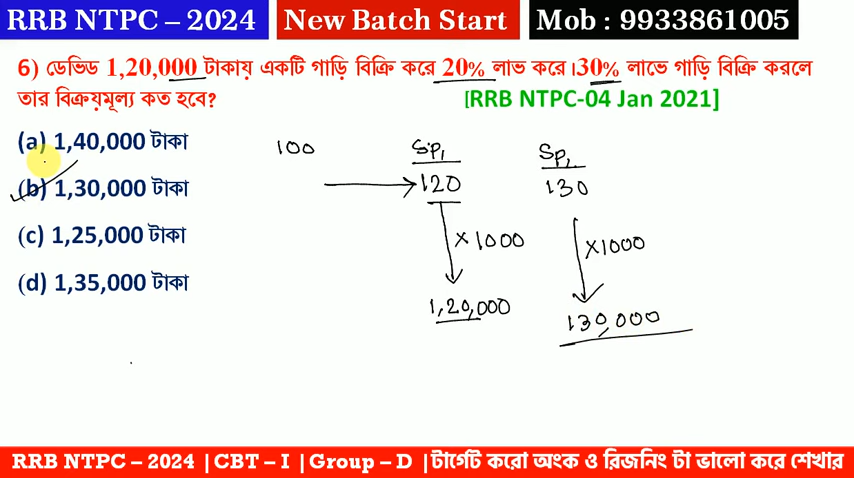 RRB NTPC – 2024 New Batch Start Mob : 9933861005
6) ডেভিড 1,20,000 টাকায় একটি গাড়ি বিক্রি করে 20% লাভ করে। 30% লাভে গাড়ি বিক্রি করলে
তার বিক্রয়মূল্য কত হবে? [RRB NTPC-04 Jan 2021]
(a) 1,40,000 টাকা
(b) 1,30,000 টাকা
(c) 1,25,000 টাকা
(d) 1,35,000 টাকা
100 SP1 SP1
120 130
×1000 ×1000
1,20,000 130,000
RRB NTPC – 2024 | CBT – I | Group – D | টার্গেট করো অংক ও রিজনিং টা ভালো করে শেখার